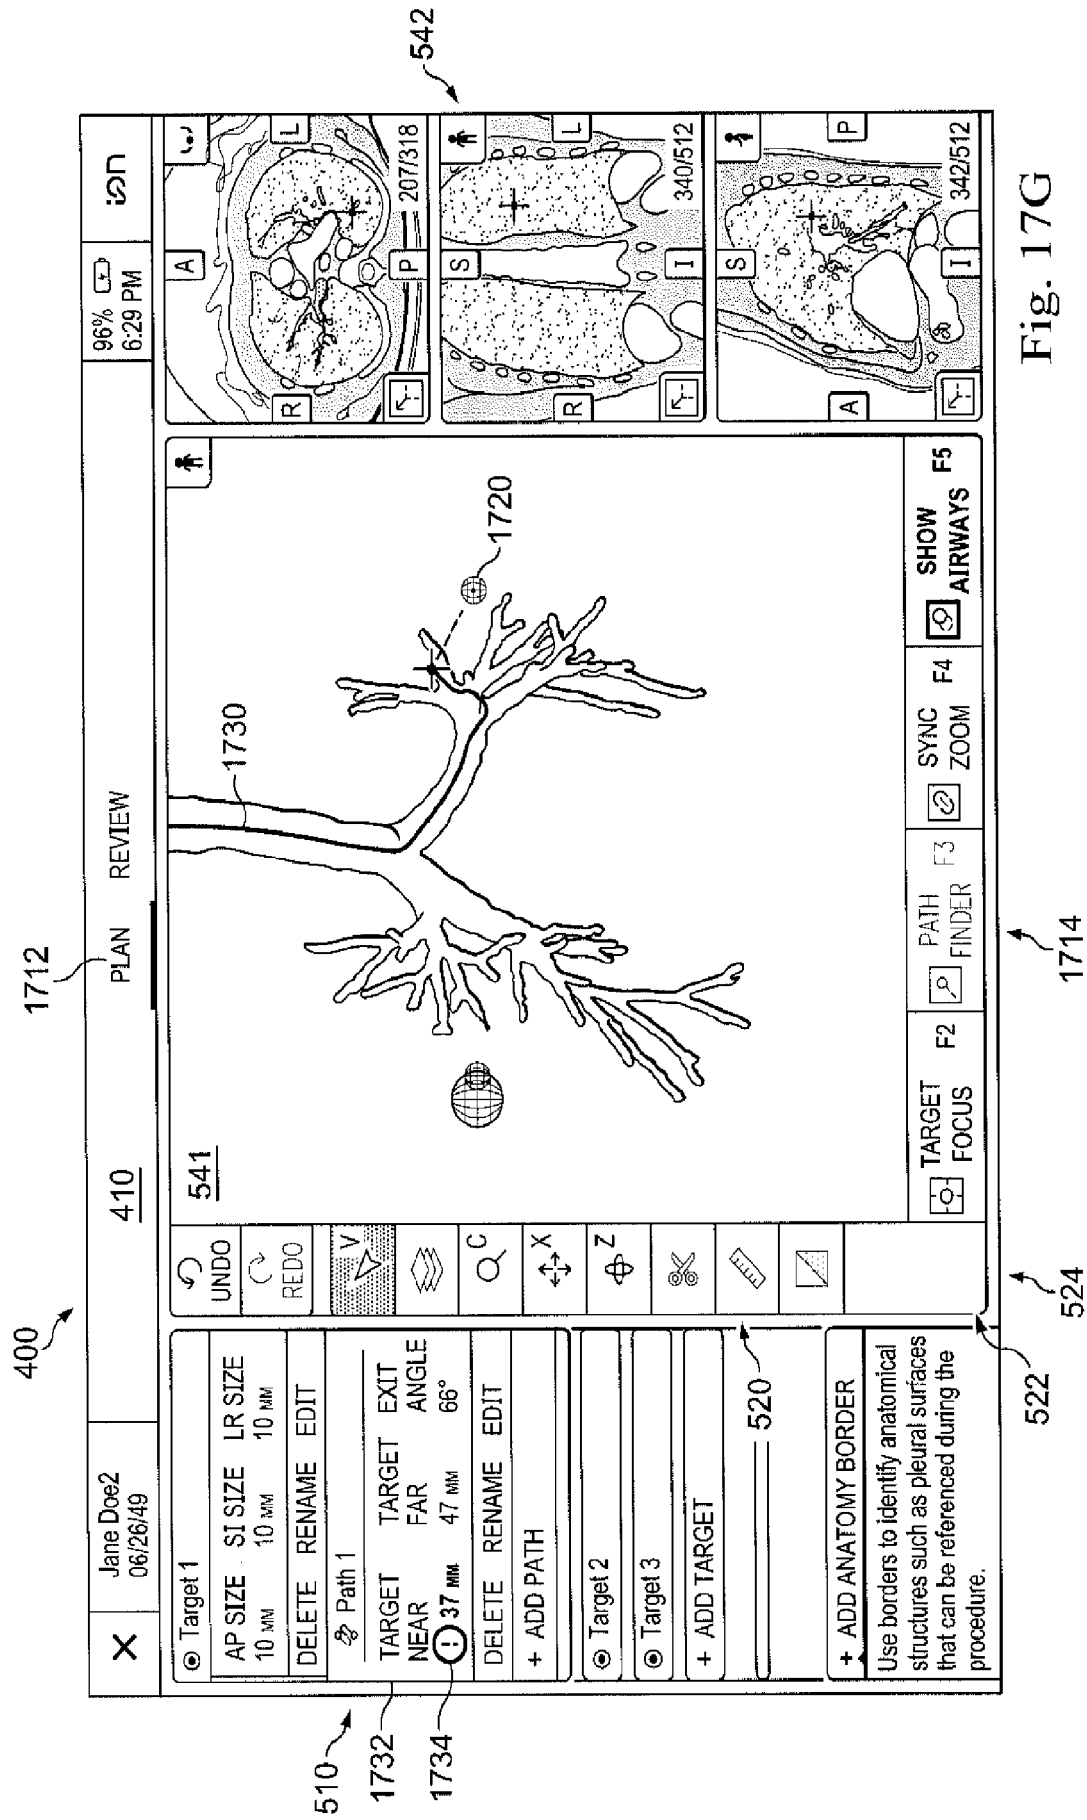 400
1712
542
Jane Doe2
06/26/49
410
PLAN REVIEW
96%
6:29 PM
ion
510
Target 1
AP SIZE SI SIZE LR SIZE
10 MM 10 MM 10 MM
DELETE RENAME EDIT
Path 1
1732
TARGET TARGET EXIT
NEAR FAR ANGLE
1734
37 MM 47 MM 66°
DELETE RENAME EDIT
+ ADD PATH
Target 2
Target 3
+ ADD TARGET
520
+ ADD ANATOMY BORDER
Use borders to identify anatomical
structures such as pleural surfaces
that can be referenced during the
procedure.
UNDO
REDO
V
C
X
Z
541
1730
1720
TARGET
FOCUS F2
PATH
FINDER F3
SYNC
ZOOM F4
SHOW
AIRWAYS F5
A
R
L
P
207/318
S
R
L
I
340/512
S
A
P
I
342/512
522
524
1714
Fig. 17G